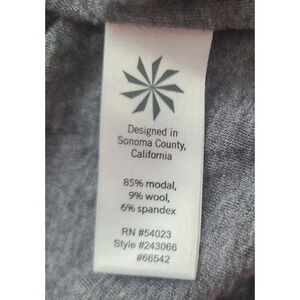 Designed in
Sonoma County,
California
85% modal,
9% wool,
6% spandex
RN #54023
Style #243066
#66542